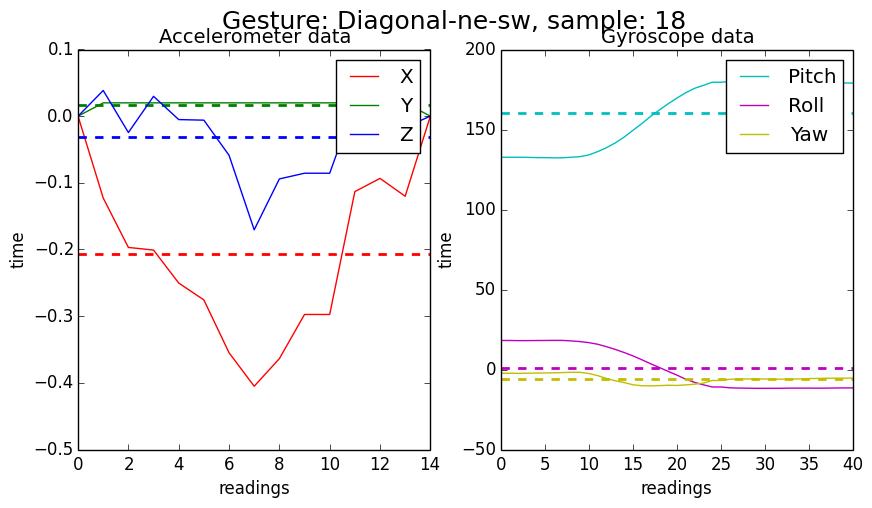 Gesture: Diagonal-ne-sw, sample: 18
Accelerometer data
Gyroscope data
0.1
0.0
−0.1
−0.2
−0.3
−0.4
−0.5
time
0 2 4 6 8 10 12 14
readings
X
Y
Z
200
150
100
50
0
−50
time
0 5 10 15 20 25 30 35 40
readings
Pitch
Roll
Yaw